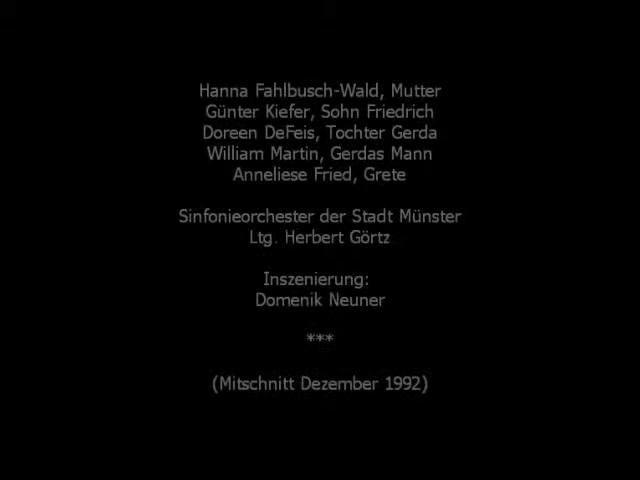 Hanna Fahlbusch-Wald, Mutter
Günter Kiefer, Sohn Friedrich
Doreen DeFeis, Tochter Gerda
William Martin, Gerdas Mann
Anneliese Fried, Grete
Sinfonieorchester der Stadt Münster
Ltg. Herbert Görtz
Inszenierung:
Domenik Neuner
***
(Mitschnitt Dezember 1992)